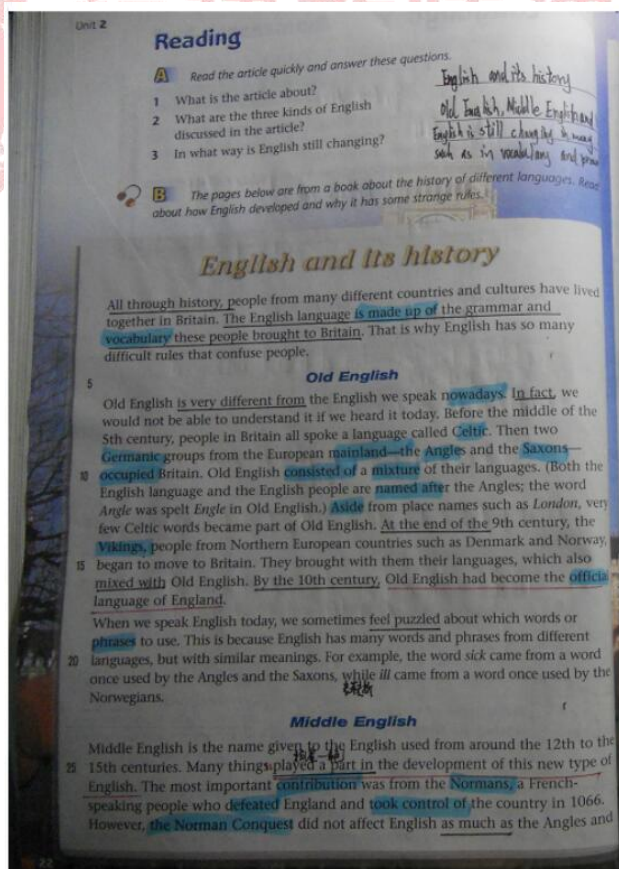 Unit 2
Reading
A Read the article quickly and answer these questions.
1 What is the article about?
2 What are the three kinds of English
discussed in the article?
3 In what way is English still changing?
English and its history
Old English, Middle English and
English is still changing in many
such as in vocabulary and
B The pages below are from a book about the history of different languages. Read
about how English developed and why it has some strange rules.
English and its history
All through history, people from many different countries and cultures have lived
together in Britain. The English language is made up of the grammar and
vocabulary these people brought to Britain. That is why English has so many
difficult rules that confuse people.
5
Old English
Old English is very different from the English we speak nowadays. In fact, we
would not be able to understand it if we heard it today. Before the middle of the
5th century, people in Britain all spoke a language called Celtic. Then two
Germanic groups from the European mainland—the Angles and the Saxons—
10 occupied Britain. Old English consisted of a mixture of their languages. (Both the
English language and the English people are named after the Angles; the word
Angle was spelt Engle in Old English.) Aside from place names such as London, very
few Celtic words became part of Old English. At the end of the 9th century, the
Vikings, people from Northern European countries such as Denmark and Norway,
15 began to move to Britain. They brought with them their languages, which also
mixed with Old English. By the 10th century, Old English had become the official
language of England.
When we speak English today, we sometimes feel puzzled about which words or
phrases to use. This is because English has many words and phrases from different
20 languages, but with similar meanings. For example, the word sick came from a word
once used by the Angles and the Saxons, while ill came from a word once used by the
Norwegians.
Middle English
Middle English is the name given to the English used from around the 12th to the
25 15th centuries. Many things played a part in the development of this new type of
English. The most important contribution was from the Normans, a French-
speaking people who defeated England and took control of the country in 1066.
However, the Norman Conquest did not affect English as much as the Angles and
22